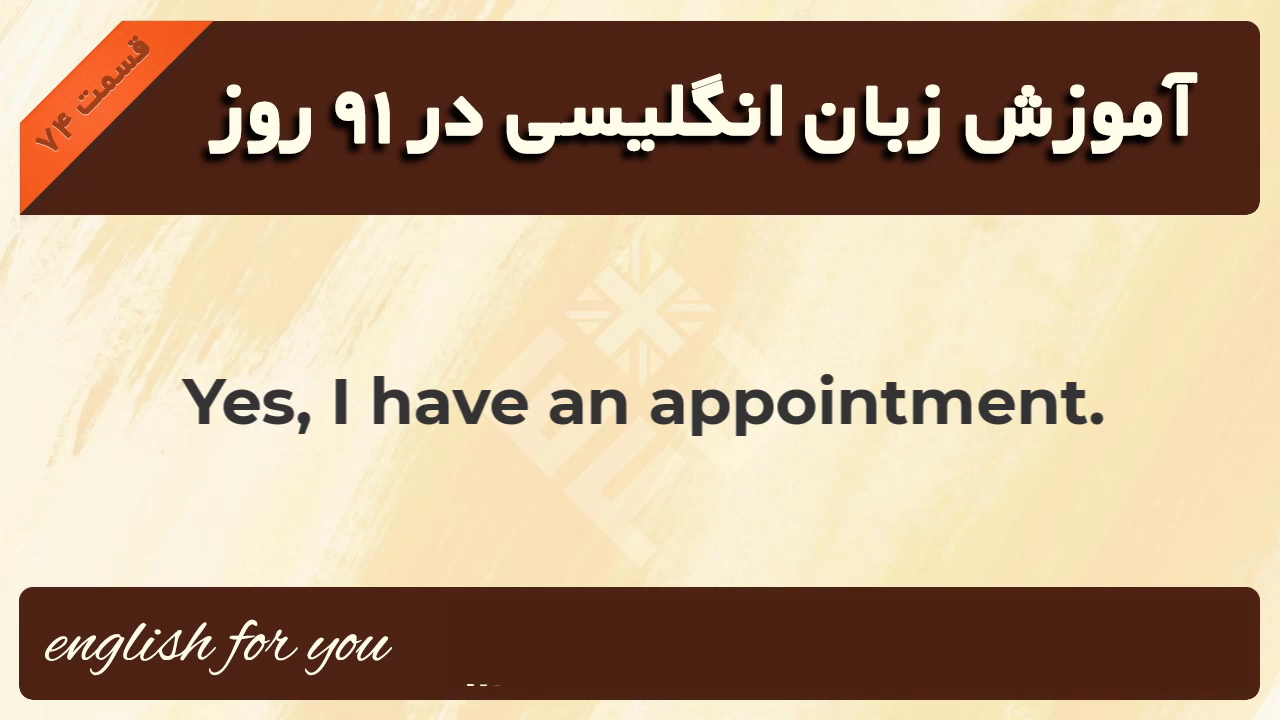 قسمت ۷۴
آموزش زبان انگلیسی در ۹۱ روز
Yes, I have an appointment.
english for you